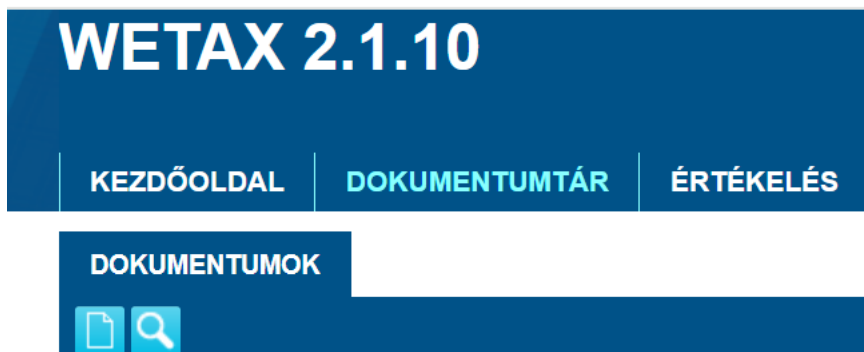 WETAX 2.1.10
KEZDŐOLDAL DOKUMENTUMTÁR ÉRTÉKELÉS
DOKUMENTUMOK